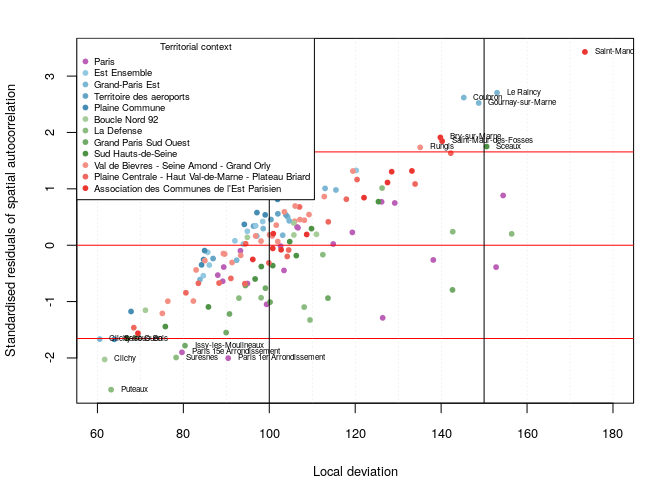 Territorial context
Paris
Est Ensemble
Grand-Paris Est
Territoire des aeroports
Plaine Commune
Boucle Nord 92
La Defense
Grand Paris Sud Ouest
Sud Hauts-de-Seine
Val de Bievres - Seine Amond - Grand Orly
Plaine Centrale - Haut Val-de-Marne - Plateau Briard
Association des Communes de l'Est Parisien
Saint-Mand
Le Raincy
Coubron
Gournay-sur-Marne
Bry-sur-Marne
Saint-Maur-des-Fosses
Rungis
Sceaux
Issy-les-Moulineaux
Paris 15e Arrondissement
Clichy
Suresnes
Paris 1er Arrondissement
Puteaux
Standardised residuals of spatial autocorrelation
3
2
1
0
-1
-2
60
80
100
120
140
160
180
Local deviation